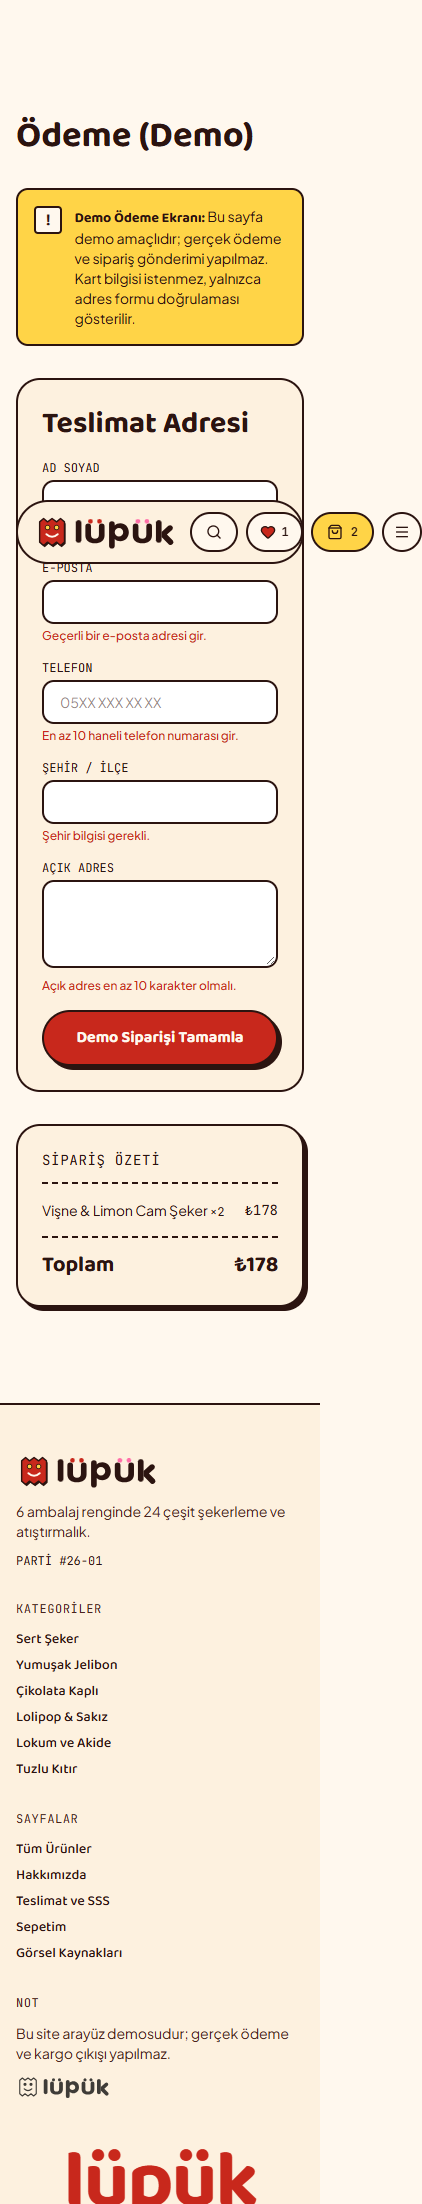 Ödeme (Demo)
!
Demo Ödeme Ekranı: Bu sayfa
demo amaçlıdır; gerçek ödeme
ve sipariş gönderimi yapılmaz.
Kart bilgisi istenmez, yalnızca
adres formu doğrulaması
gösterilir.
Teslimat Adresi
AD SOYAD
lüpük 1 2
E-POSTA
Geçerli bir e-posta adresi gir.
TELEFON
05XX XXX XX XX
En az 10 haneli telefon numarası gir.
ŞEHİR / İLÇE
Şehir bilgisi gerekli.
AÇIK ADRES
Açık adres en az 10 karakter olmalı.
Demo Siparişi Tamamla
SİPARİŞ ÖZETİ
Vişne & Limon Cam Şeker ×2 ₺178
Toplam ₺178
lüpük
6 ambalaj renginde 24 çeşit şekerleme ve
atıştırmalık.
PARTİ #26-01
KATEGORİLER
Sert Şeker
Yumuşak Jelibon
Çikolata Kaplı
Lolipop & Sakız
Lokum ve Akide
Tuzlu Kıtır
SAYFALAR
Tüm Ürünler
Hakkımızda
Teslimat ve SSS
Sepetim
Görsel Kaynakları
NOT
Bu site arayüz demosudur; gerçek ödeme
ve kargo çıkışı yapılmaz.
lüpük
lüpük